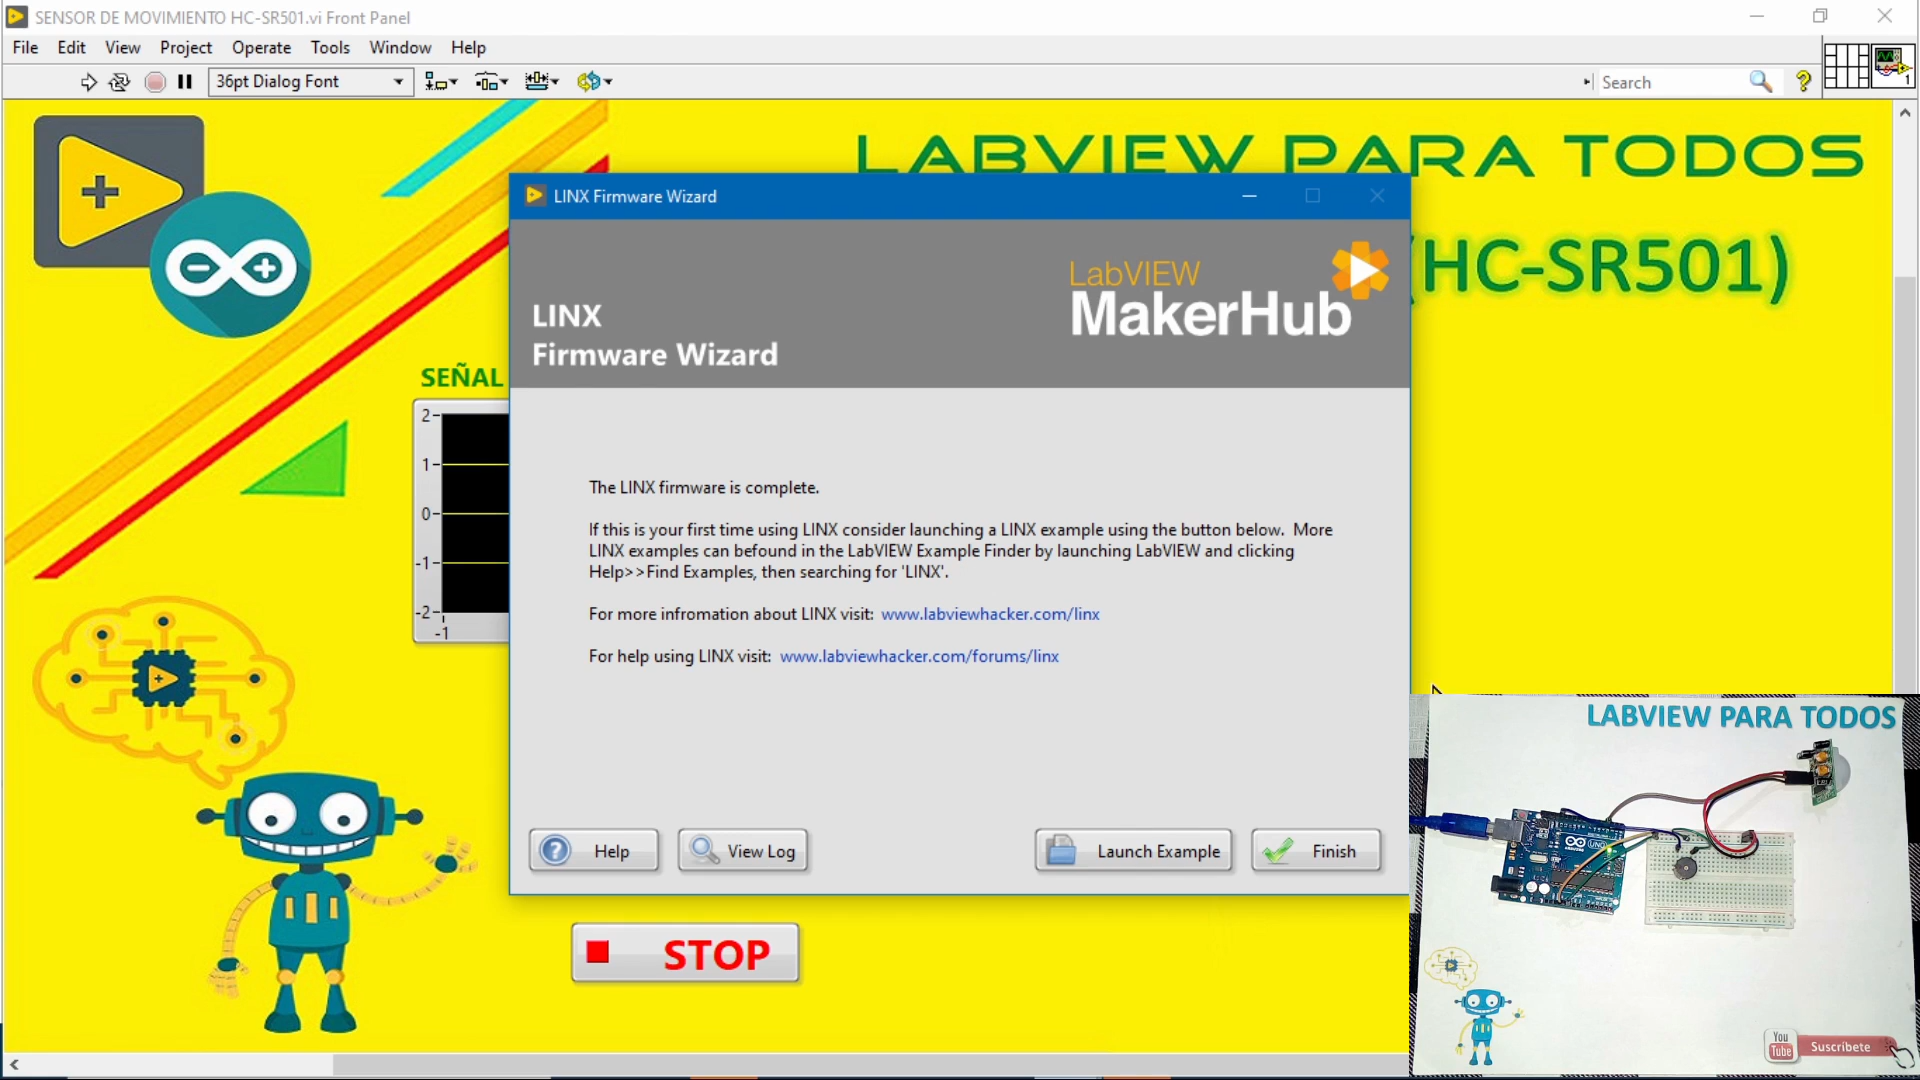 SENSOR DE MOVIMIENTO HC-SR501.vi Front Panel
File Edit View Project Operate Tools Window Help
36pt Dialog Font
Search
1
LABVIEW PARA TODOS
(HC-SR501)
LINX Firmware Wizard
LabVIEW
MakerHub
LINX
Firmware Wizard
SEÑAL
2
1
0
-1
-2
-1
The LINX firmware is complete.
If this is your first time using LINX consider launching a LINX example using the button below. More
LINX examples can befound in the LabVIEW Example Finder by launching LabVIEW and clicking
Help>>Find Examples, then searching for 'LINX'.
For more infromation about LINX visit: www.labviewhacker.com/linx
For help using LINX visit: www.labviewhacker.com/forums/linx
Help
View Log
Launch Example
Finish
STOP
LABVIEW PARA TODOS
UNO
You
Tube
Suscríbete